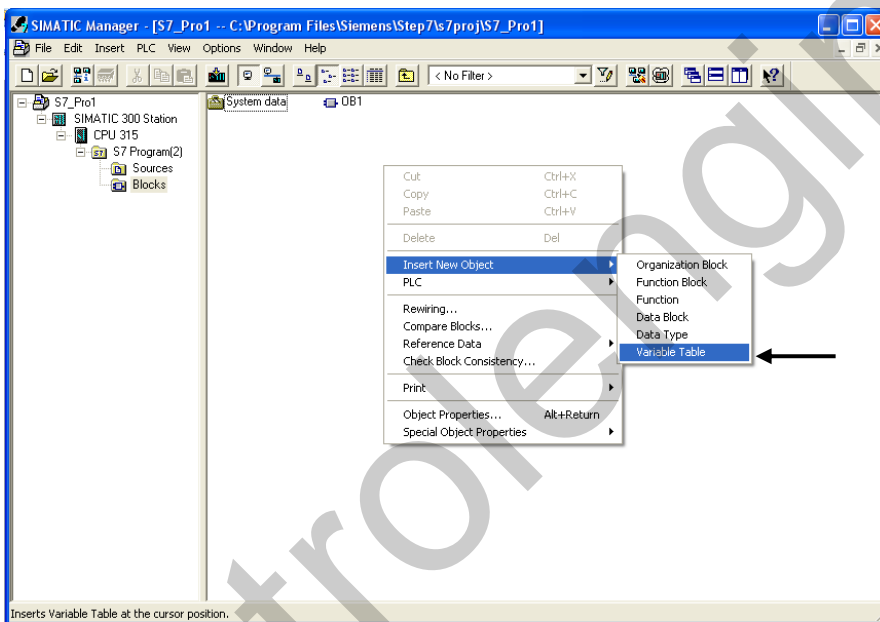 SIMATIC Manager - [S7_Pro1 -- C:\Program Files\Siemens\Step7\s7proj\S7_Pro1]
File Edit Insert PLC View Options Window Help
< No Filter >
S7_Pro1
SIMATIC 300 Station
CPU 315
S7 Program(2)
Sources
Blocks
System data
OB1
Cut Ctrl+X
Copy Ctrl+C
Paste Ctrl+V
Delete Del
Insert New Object
PLC
Rewiring...
Compare Blocks...
Reference Data
Check Block Consistency...
Print
Object Properties... Alt+Return
Special Object Properties
Organization Block
Function Block
Function
Data Block
Data Type
Variable Table
Inserts Variable Table at the cursor position.
trolengin